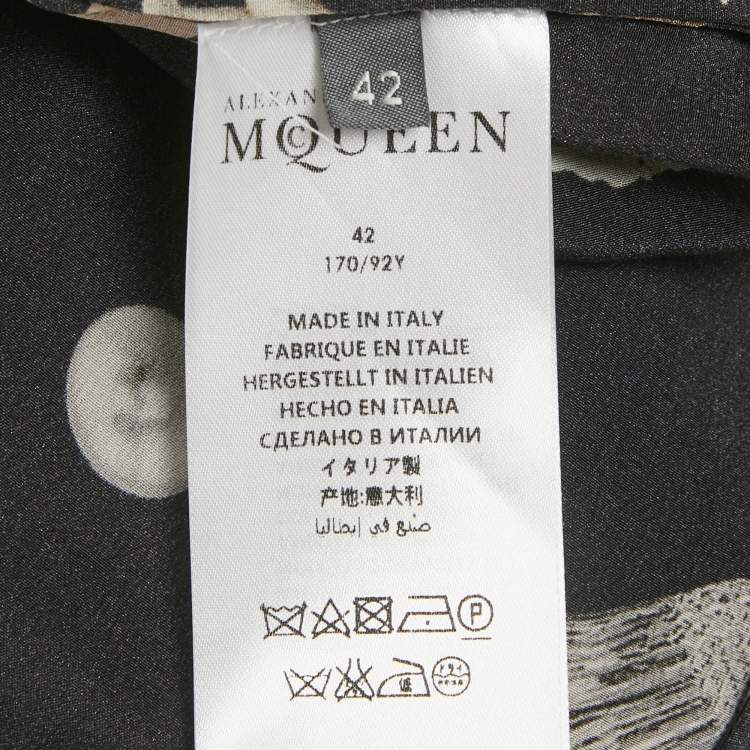 42
ALEXAN
MCQUEEN
42
170/92Y
MADE IN ITALY
FABRIQUE EN ITALIE
HERGESTELLT IN ITALIEN
HECHO EN ITALIA
СДЕЛАНО В ИТАЛИИ
イタリア製
产地:意大利
صنع في إيطاليا
P
低